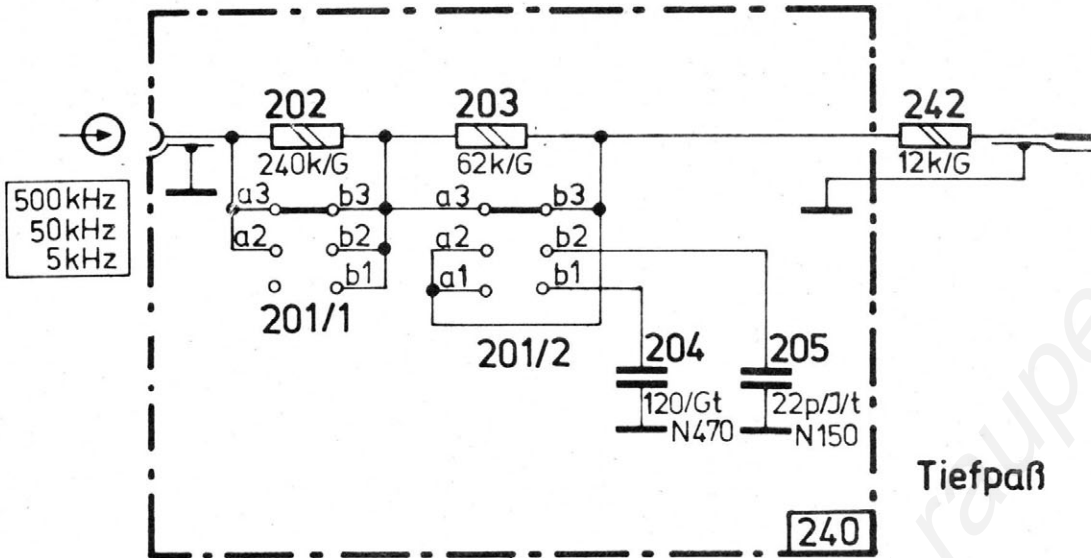 202
203
242
240k/G
62k/G
12k/G
500kHz
50kHz
5kHz
a3 b3
a2 b2
b1
201/1
a3 b3
a2 b2
a1 b1
201/2
204
205
120/Gt
N470
22p/J/t
N150
Tiefpaß
240
raupe